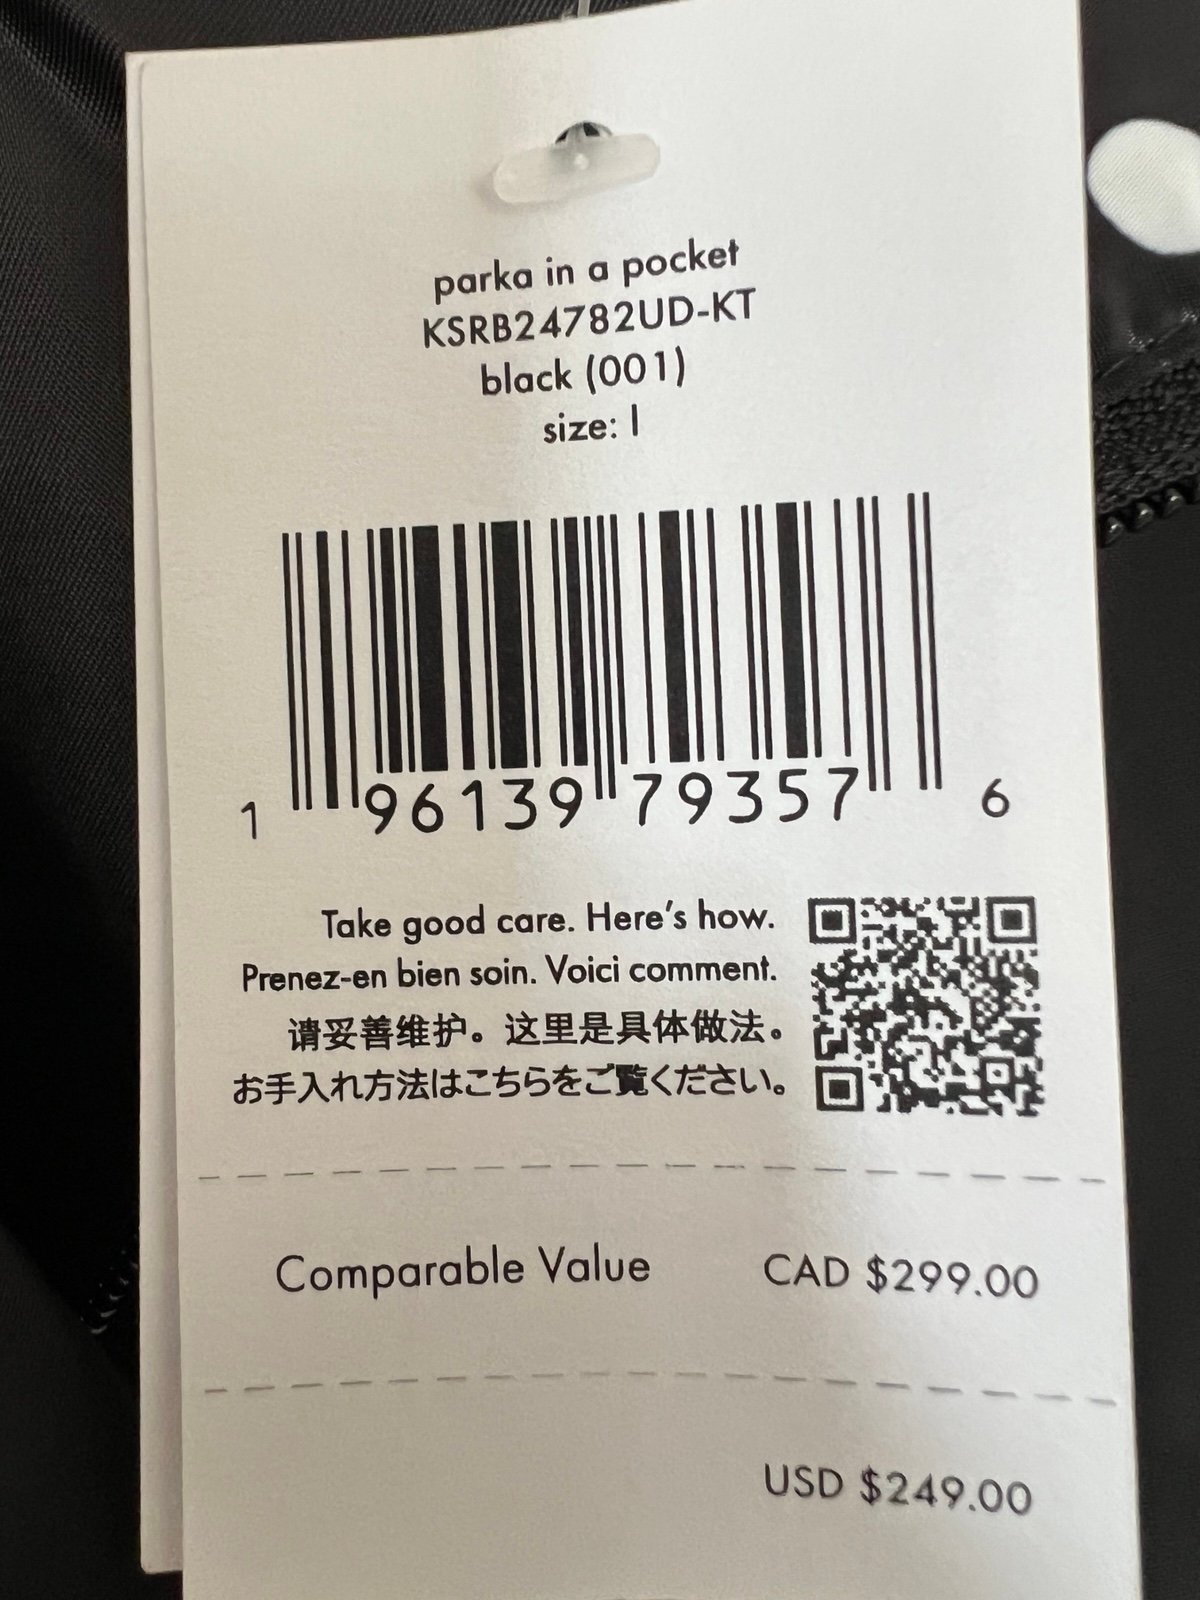 parka in a pocket
KSRB24782UD-KT
black (001)
size: l
1 96139 79357 6
Take good care. Here's how.
Prenez-en bien soin. Voici comment.
请妥善维护。这里是具体做法。
お手入れ方法はこちらをご覧ください。
Comparable Value CAD $299.00
USD $249.00